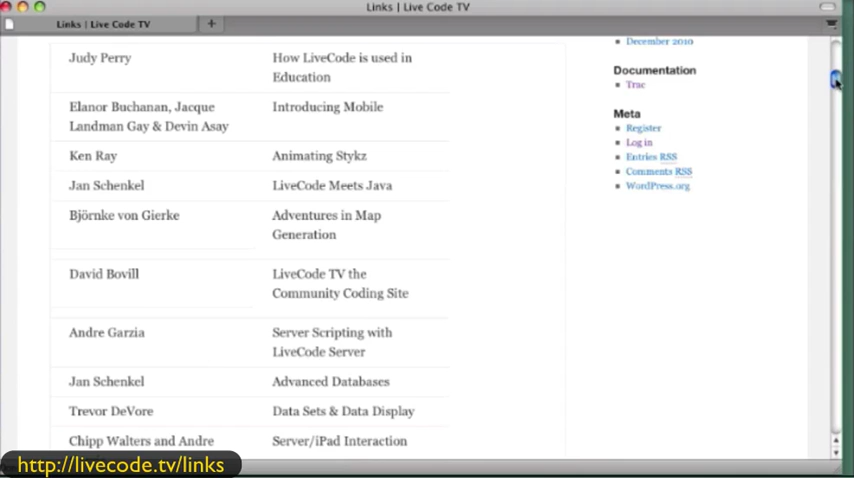 Links | Live Code TV
Links | Live Code TV
+
Judy Perry
How LiveCode is used in
Education
Elanor Buchanan, Jacque
Landman Gay & Devin Asay
Introducing Mobile
Ken Ray
Animating Stykz
Jan Schenkel
LiveCode Meets Java
Björnke von Gierke
Adventures in Map
Generation
David Bovill
LiveCode TV the
Community Coding Site
Andre Garzia
Server Scripting with
LiveCode Server
Jan Schenkel
Advanced Databases
Trevor DeVore
Data Sets & Data Display
Chipp Walters and Andre
Server/iPad Interaction
December 2010
Documentation
Trac
Meta
Register
Log in
Entries RSS
Comments RSS
WordPress.org
http://livecode.tv/links